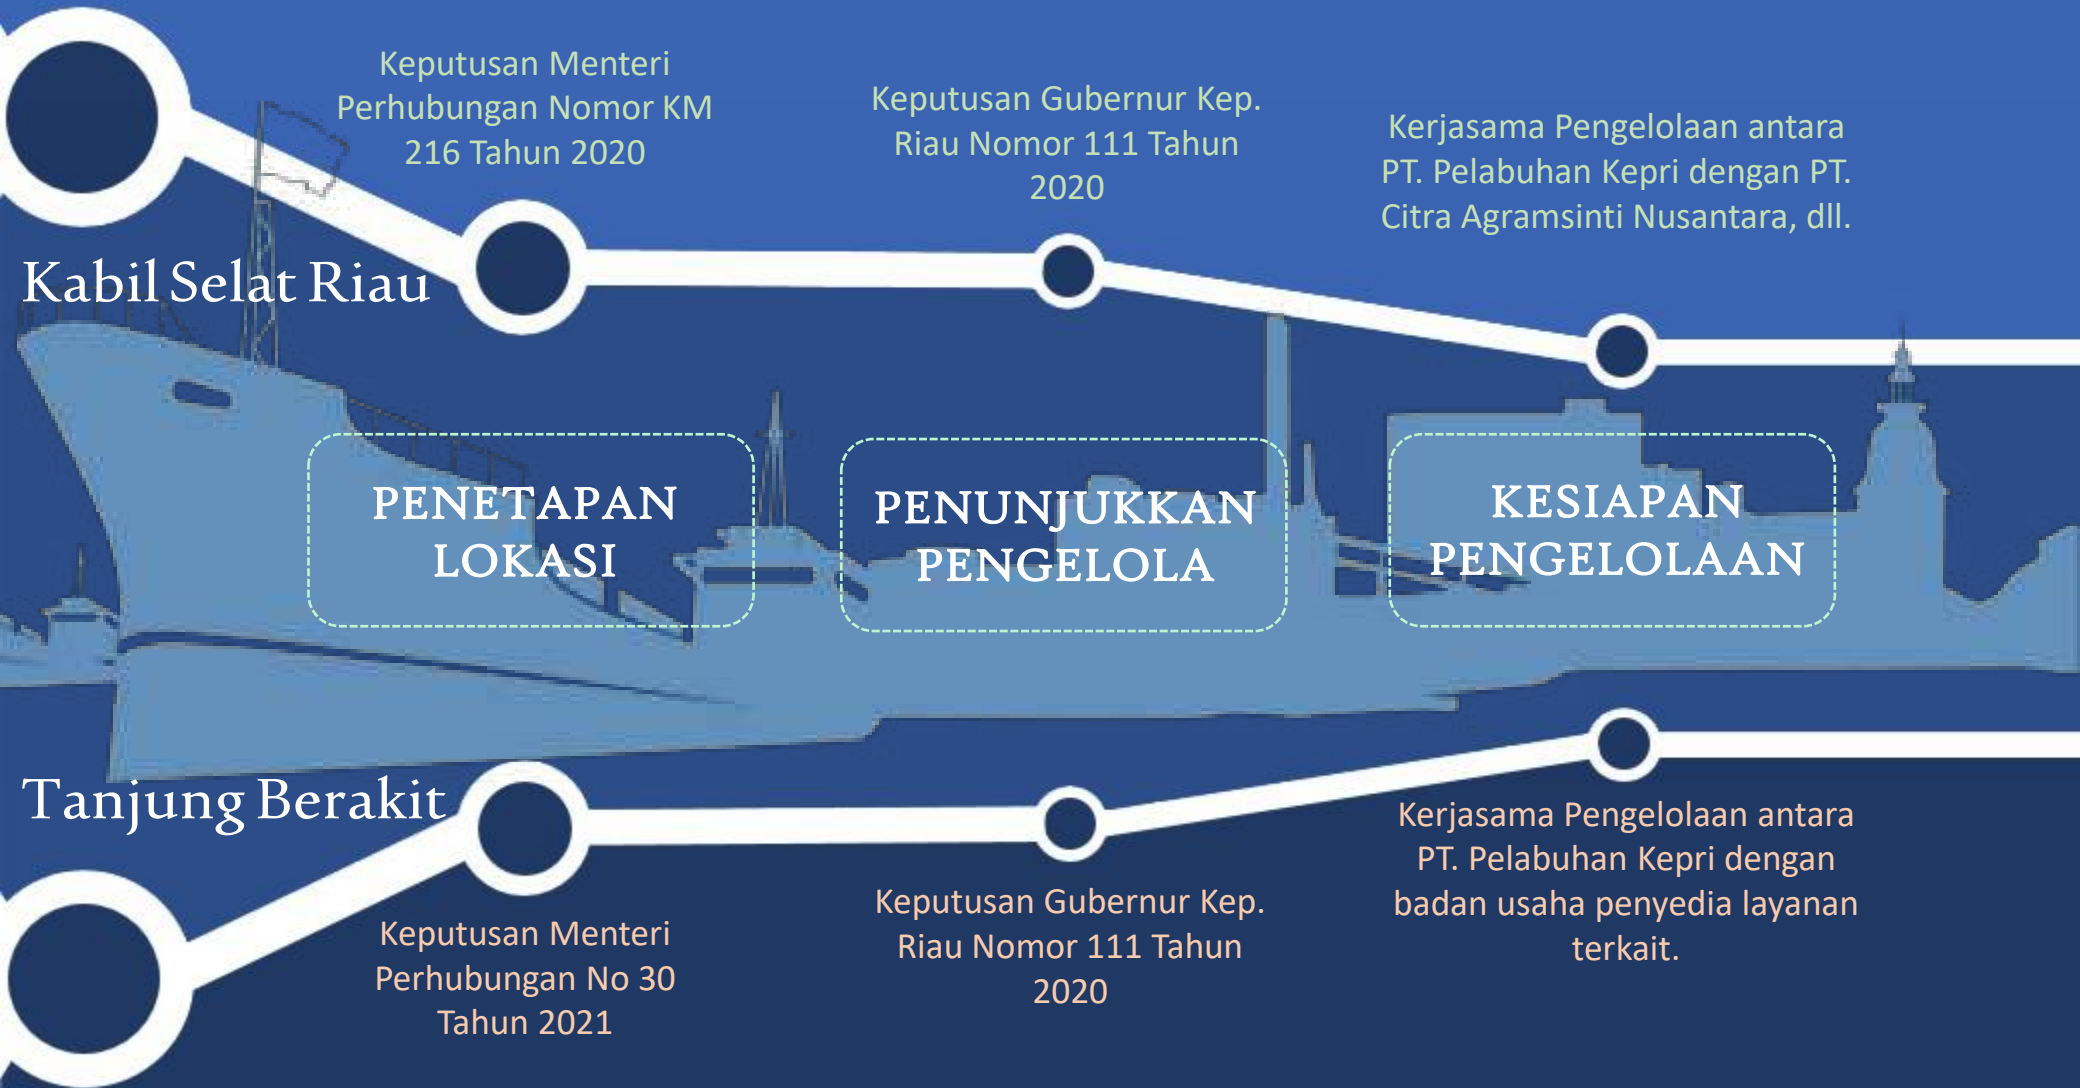 Keputusan Menteri
Perhubungan Nomor KM
216 Tahun 2020
Keputusan Gubernur Kep.
Riau Nomor 111 Tahun
2020
Kerjasama Pengelolaan antara
PT. Pelabuhan Kepri dengan PT.
Citra Agramsinti Nusantara, dll.
Kabil Selat Riau
PENETAPAN
LOKASI
PENUNJUKKAN
PENGELOLA
KESIAPAN
PENGELOLAAN
Tanjung Berakit
Keputusan Menteri
Perhubungan No 30
Tahun 2021
Keputusan Gubernur Kep.
Riau Nomor 111 Tahun
2020
Kerjasama Pengelolaan antara
PT. Pelabuhan Kepri dengan
badan usaha penyedia layanan
terkait.